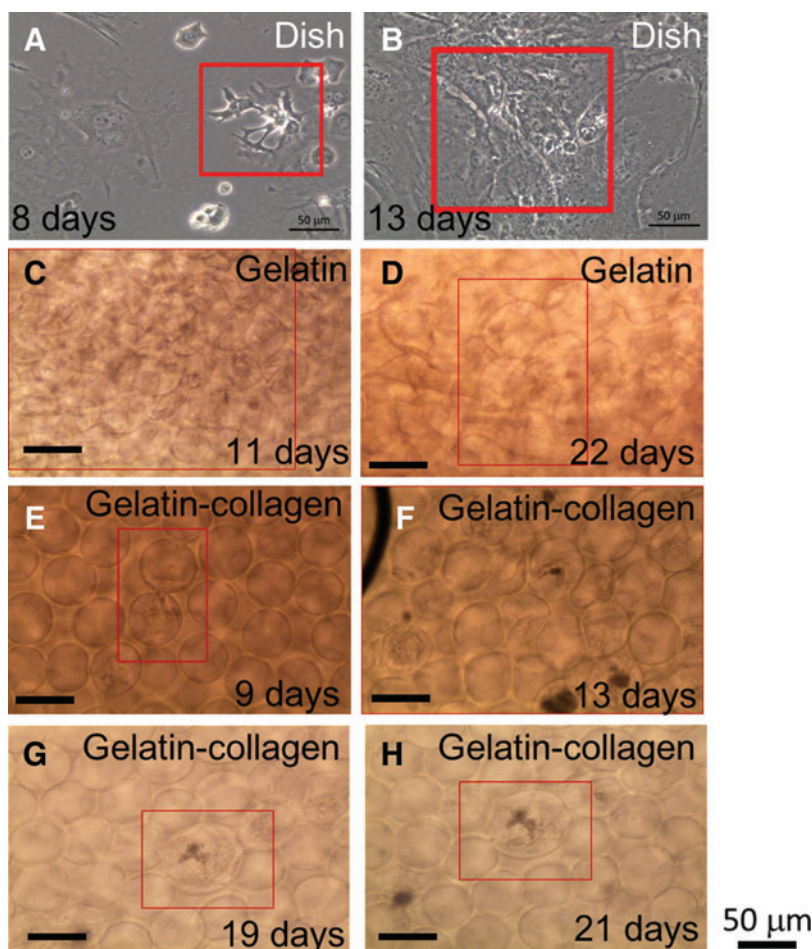 A
Dish
8 days
50 μm
B
Dish
13 days
50 μm
C
Gelatin
11 days
D
Gelatin
22 days
E
Gelatin-collagen
9 days
F
Gelatin-collagen
13 days
G
Gelatin-collagen
19 days
H
Gelatin-collagen
21 days
50 μm